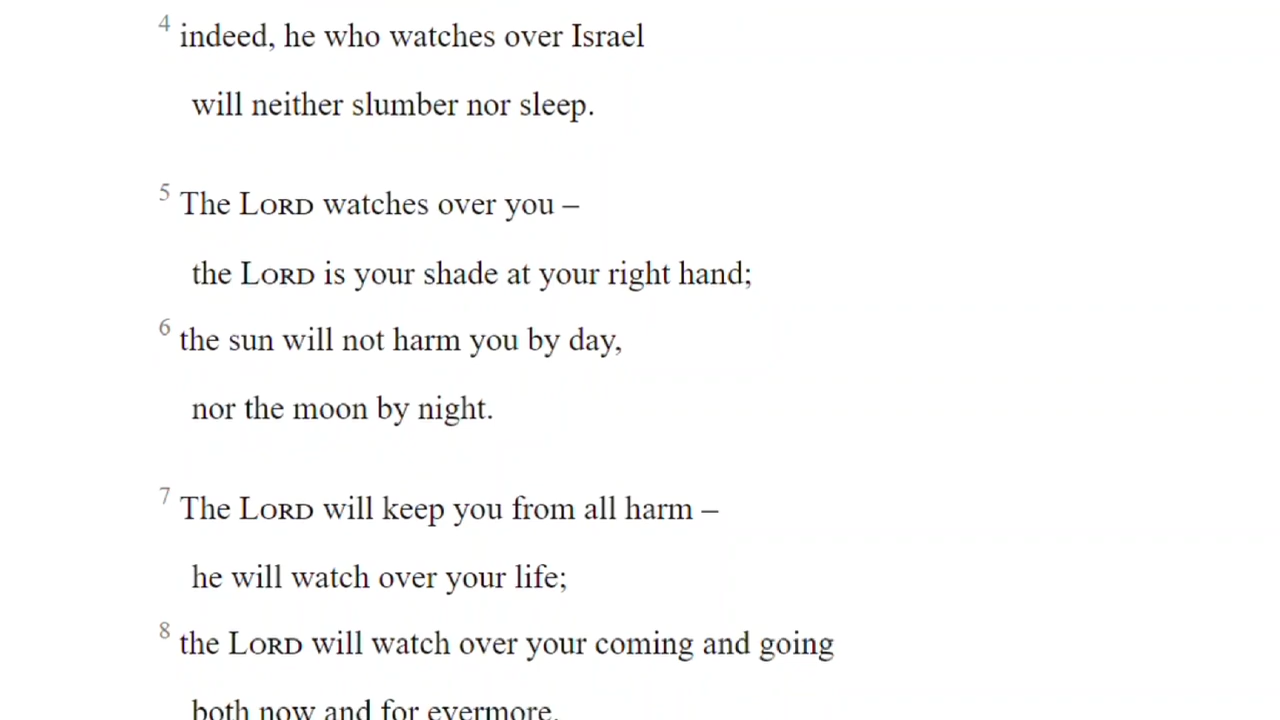 4 indeed, he who watches over Israel
will neither slumber nor sleep.
5 The LORD watches over you –
the LORD is your shade at your right hand;
6 the sun will not harm you by day,
nor the moon by night.
7 The LORD will keep you from all harm –
he will watch over your life;
8 the LORD will watch over your coming and going
both now and for evermore.